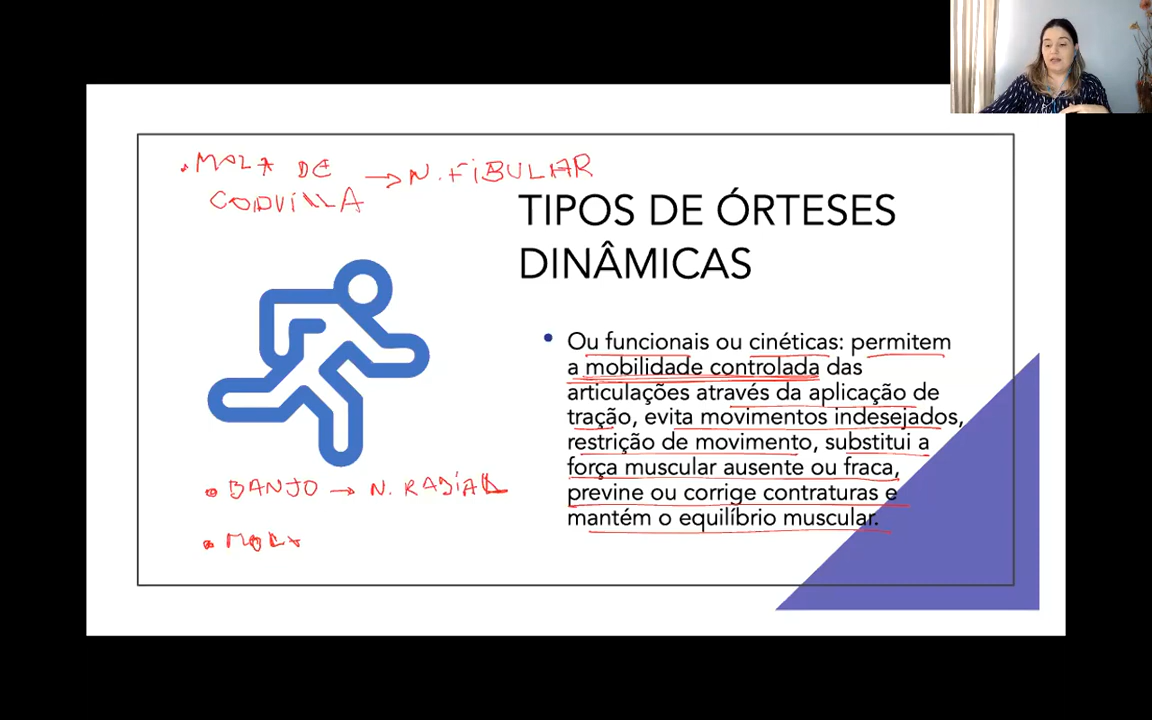 • MOLA DE
CODVILLA → N. FIBULAR
TIPOS DE ÓRTESES
DINÂMICAS
• Ou funcionais ou cinéticas: permitem
a mobilidade controlada das
articulações através da aplicação de
tração, evita movimentos indesejados,
restrição de movimento, substitui a
força muscular ausente ou fraca,
previne ou corrige contraturas e
mantém o equilíbrio muscular.
• BANJO → N. RADIAL
• MOLA